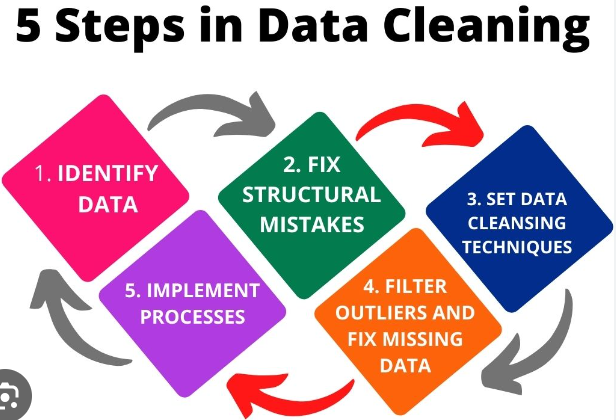 5 Steps in Data Cleaning
1. IDENTIFY
DATA
2. FIX
STRUCTURAL
MISTAKES
3. SET DATA
CLEANSING
TECHNIQUES
4. FILTER
OUTLIERS AND
FIX MISSING
DATA
5. IMPLEMENT
PROCESSES